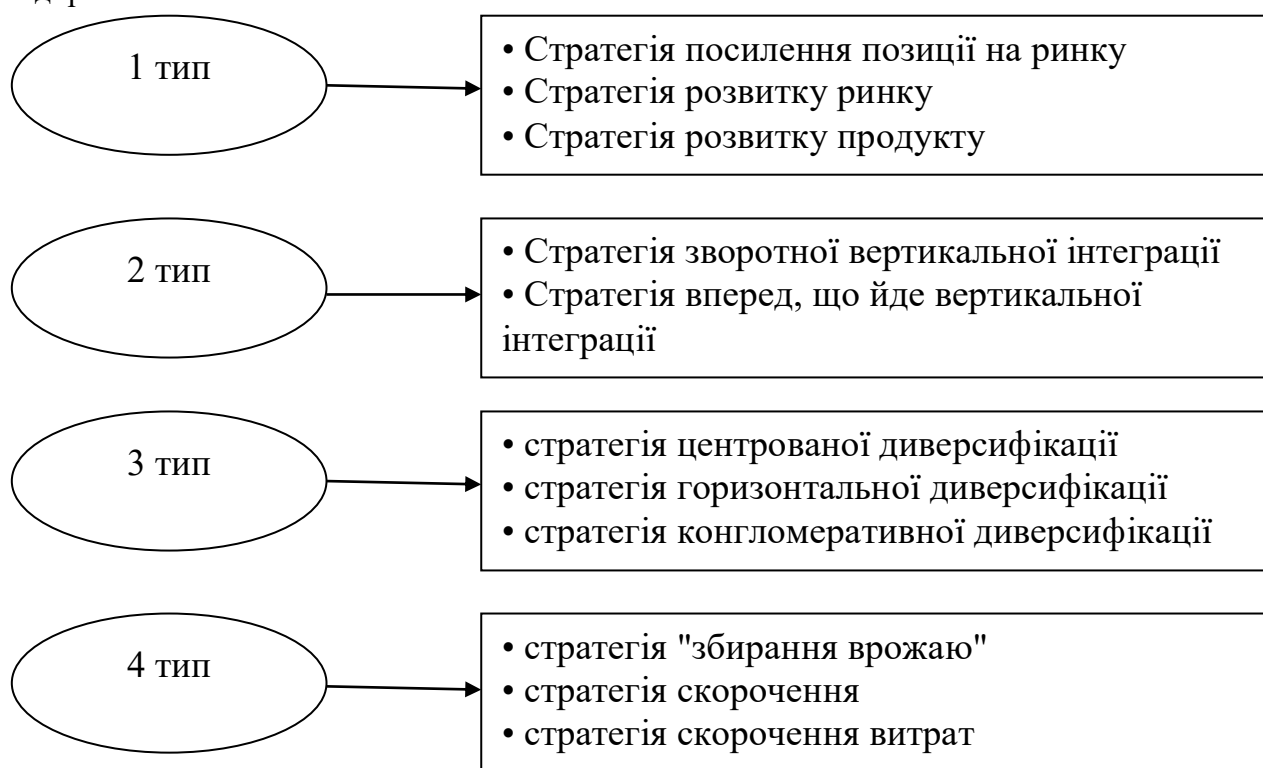 1 тип
• Стратегія посилення позиції на ринку
• Стратегія розвитку ринку
• Стратегія розвитку продукту
2 тип
• Стратегія зворотної вертикальної інтеграції
• Стратегія вперед, що йде вертикальної
інтеграції
3 тип
• стратегія центрованої диверсифікації
• стратегія горизонтальної диверсифікації
• стратегія конгломеративної диверсифікації
4 тип
• стратегія "збирання врожаю"
• стратегія скорочення
• стратегія скорочення витрат